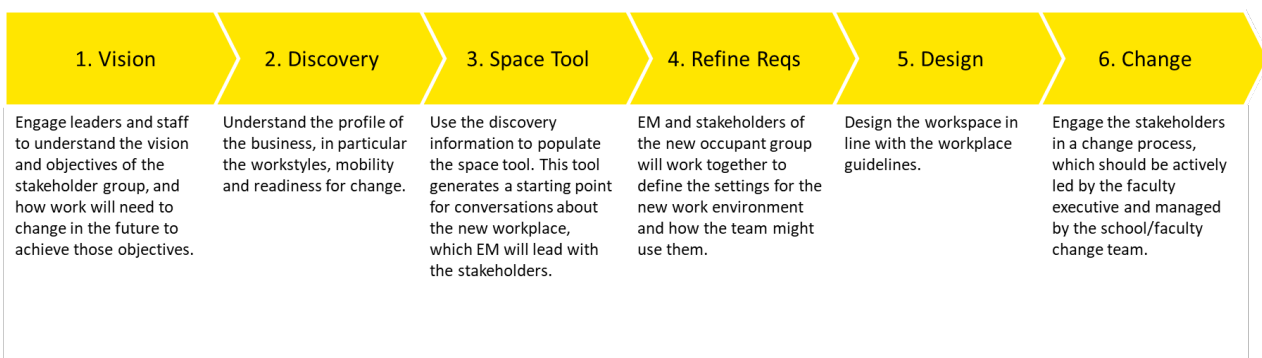 1. Vision
2. Discovery
3. Space Tool
4. Refine Reqs
5. Design
6. Change
Engage leaders and staff
to understand the vision
and objectives of the
stakeholder group, and
how work will need to
change in the future to
achieve those objectives.
Understand the profile of
the business, in particular
the workstyles, mobility
and readiness for change.
Use the discovery
information to populate
the space tool. This tool
generates a starting point
for conversations about
the new workplace,
which EM will lead with
the stakeholders.
EM and stakeholders of
the new occupant group
will work together to
define the settings for the
new work environment
and how the team might
use them.
Design the workspace in
line with the workplace
guidelines.
Engage the stakeholders
in a change process,
which should be actively
led by the faculty
executive and managed
by the school/faculty
change team.